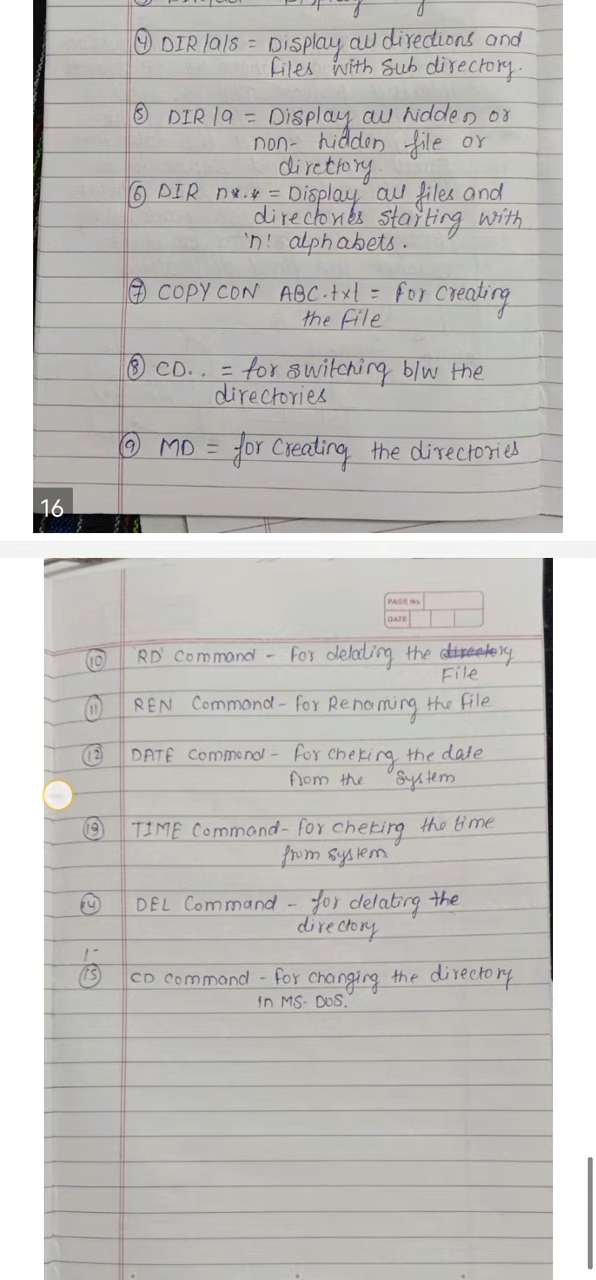 ④ DIR/a/s = Display all directions and
files with sub directory.
⑤ DIR/a = Display all hidden or
non-hidden file or
directory.
⑥ DIR n*.* = Display all files and
directories starting with
'n' alphabets.
⑦ COPY CON ABC.txt = for creating
the file
⑧ CD.. = for switching b/w the
directories
⑨ MD = for creating the directories
16
PAGE No.
DATE
⑩ RD Command - for delating the directory
File
⑪ REN Command - for Renaming the file
⑫ DATE Command - for cheking the date
from the System
⑬ TIME Command - for cheking the time
from system
⑭ DEL Command - for delating the
directory
1-
⑮ CD Command - for changing the directory
in MS-DOS.